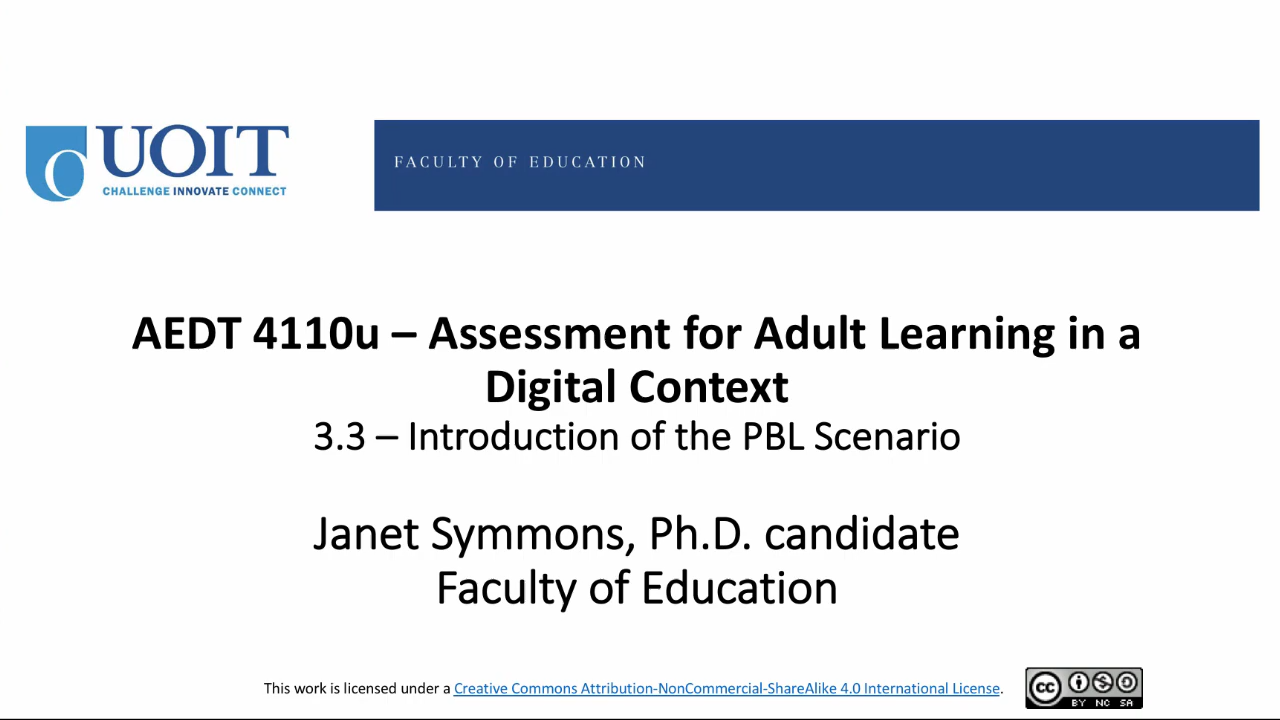 UOIT
CHALLENGE INNOVATE CONNECT
FACULTY OF EDUCATION
AEDT 4110u – Assessment for Adult Learning in a
Digital Context
3.3 – Introduction of the PBL Scenario
Janet Symmons, Ph.D. candidate
Faculty of Education
This work is licensed under a Creative Commons Attribution-NonCommercial-ShareAlike 4.0 International License.
cc
BY NC SA